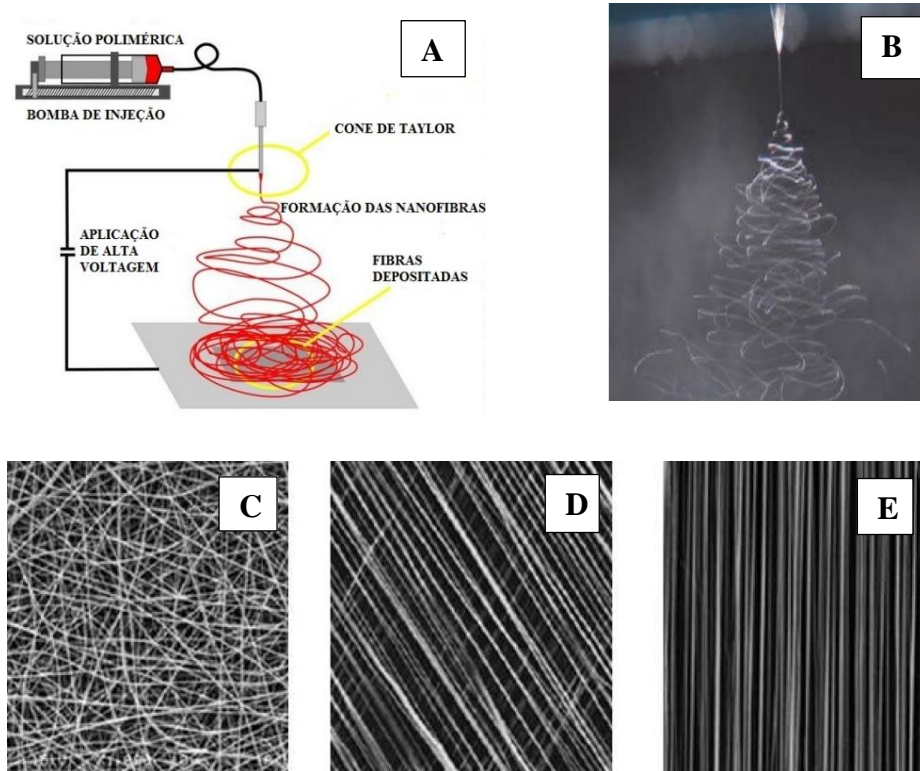 SOLUÇÃO POLIMÉRICA
A
B
BOMBA DE INJEÇÃO
CONE DE TAYLOR
FORMAÇÃO DAS NANOFIBRAS
APLICAÇÃO
DE ALTA
VOLTAGEM
FIBRAS
DEPOSITADAS
C
D
E